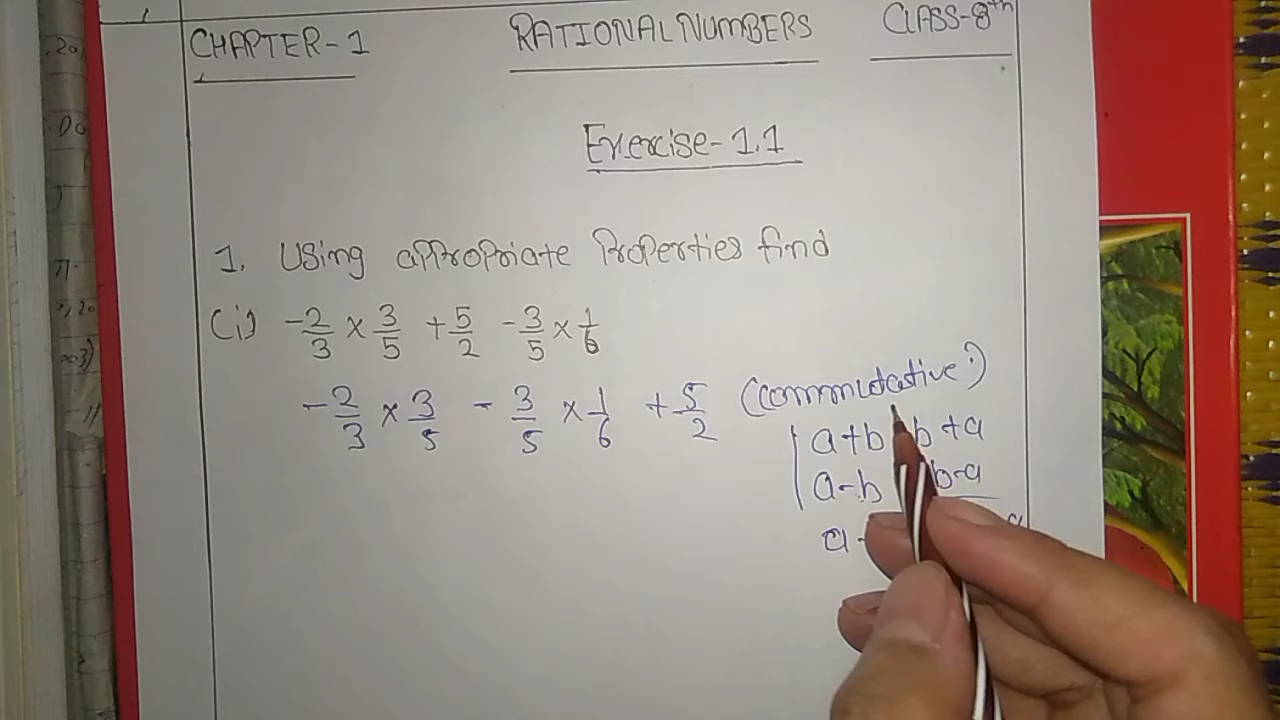 CHAPTER-1 RATIONAL NUMBERS CLASS-8th
Exercise-1.1
1. Using appropriate Properties find
(i) -2/3 × 3/5 + 5/2 - 3/5 × 1/6
-2/3 × 3/5 - 3/5 × 1/6 + 5/2 (commutative:)
a+b b+a
a-b b-a
a-